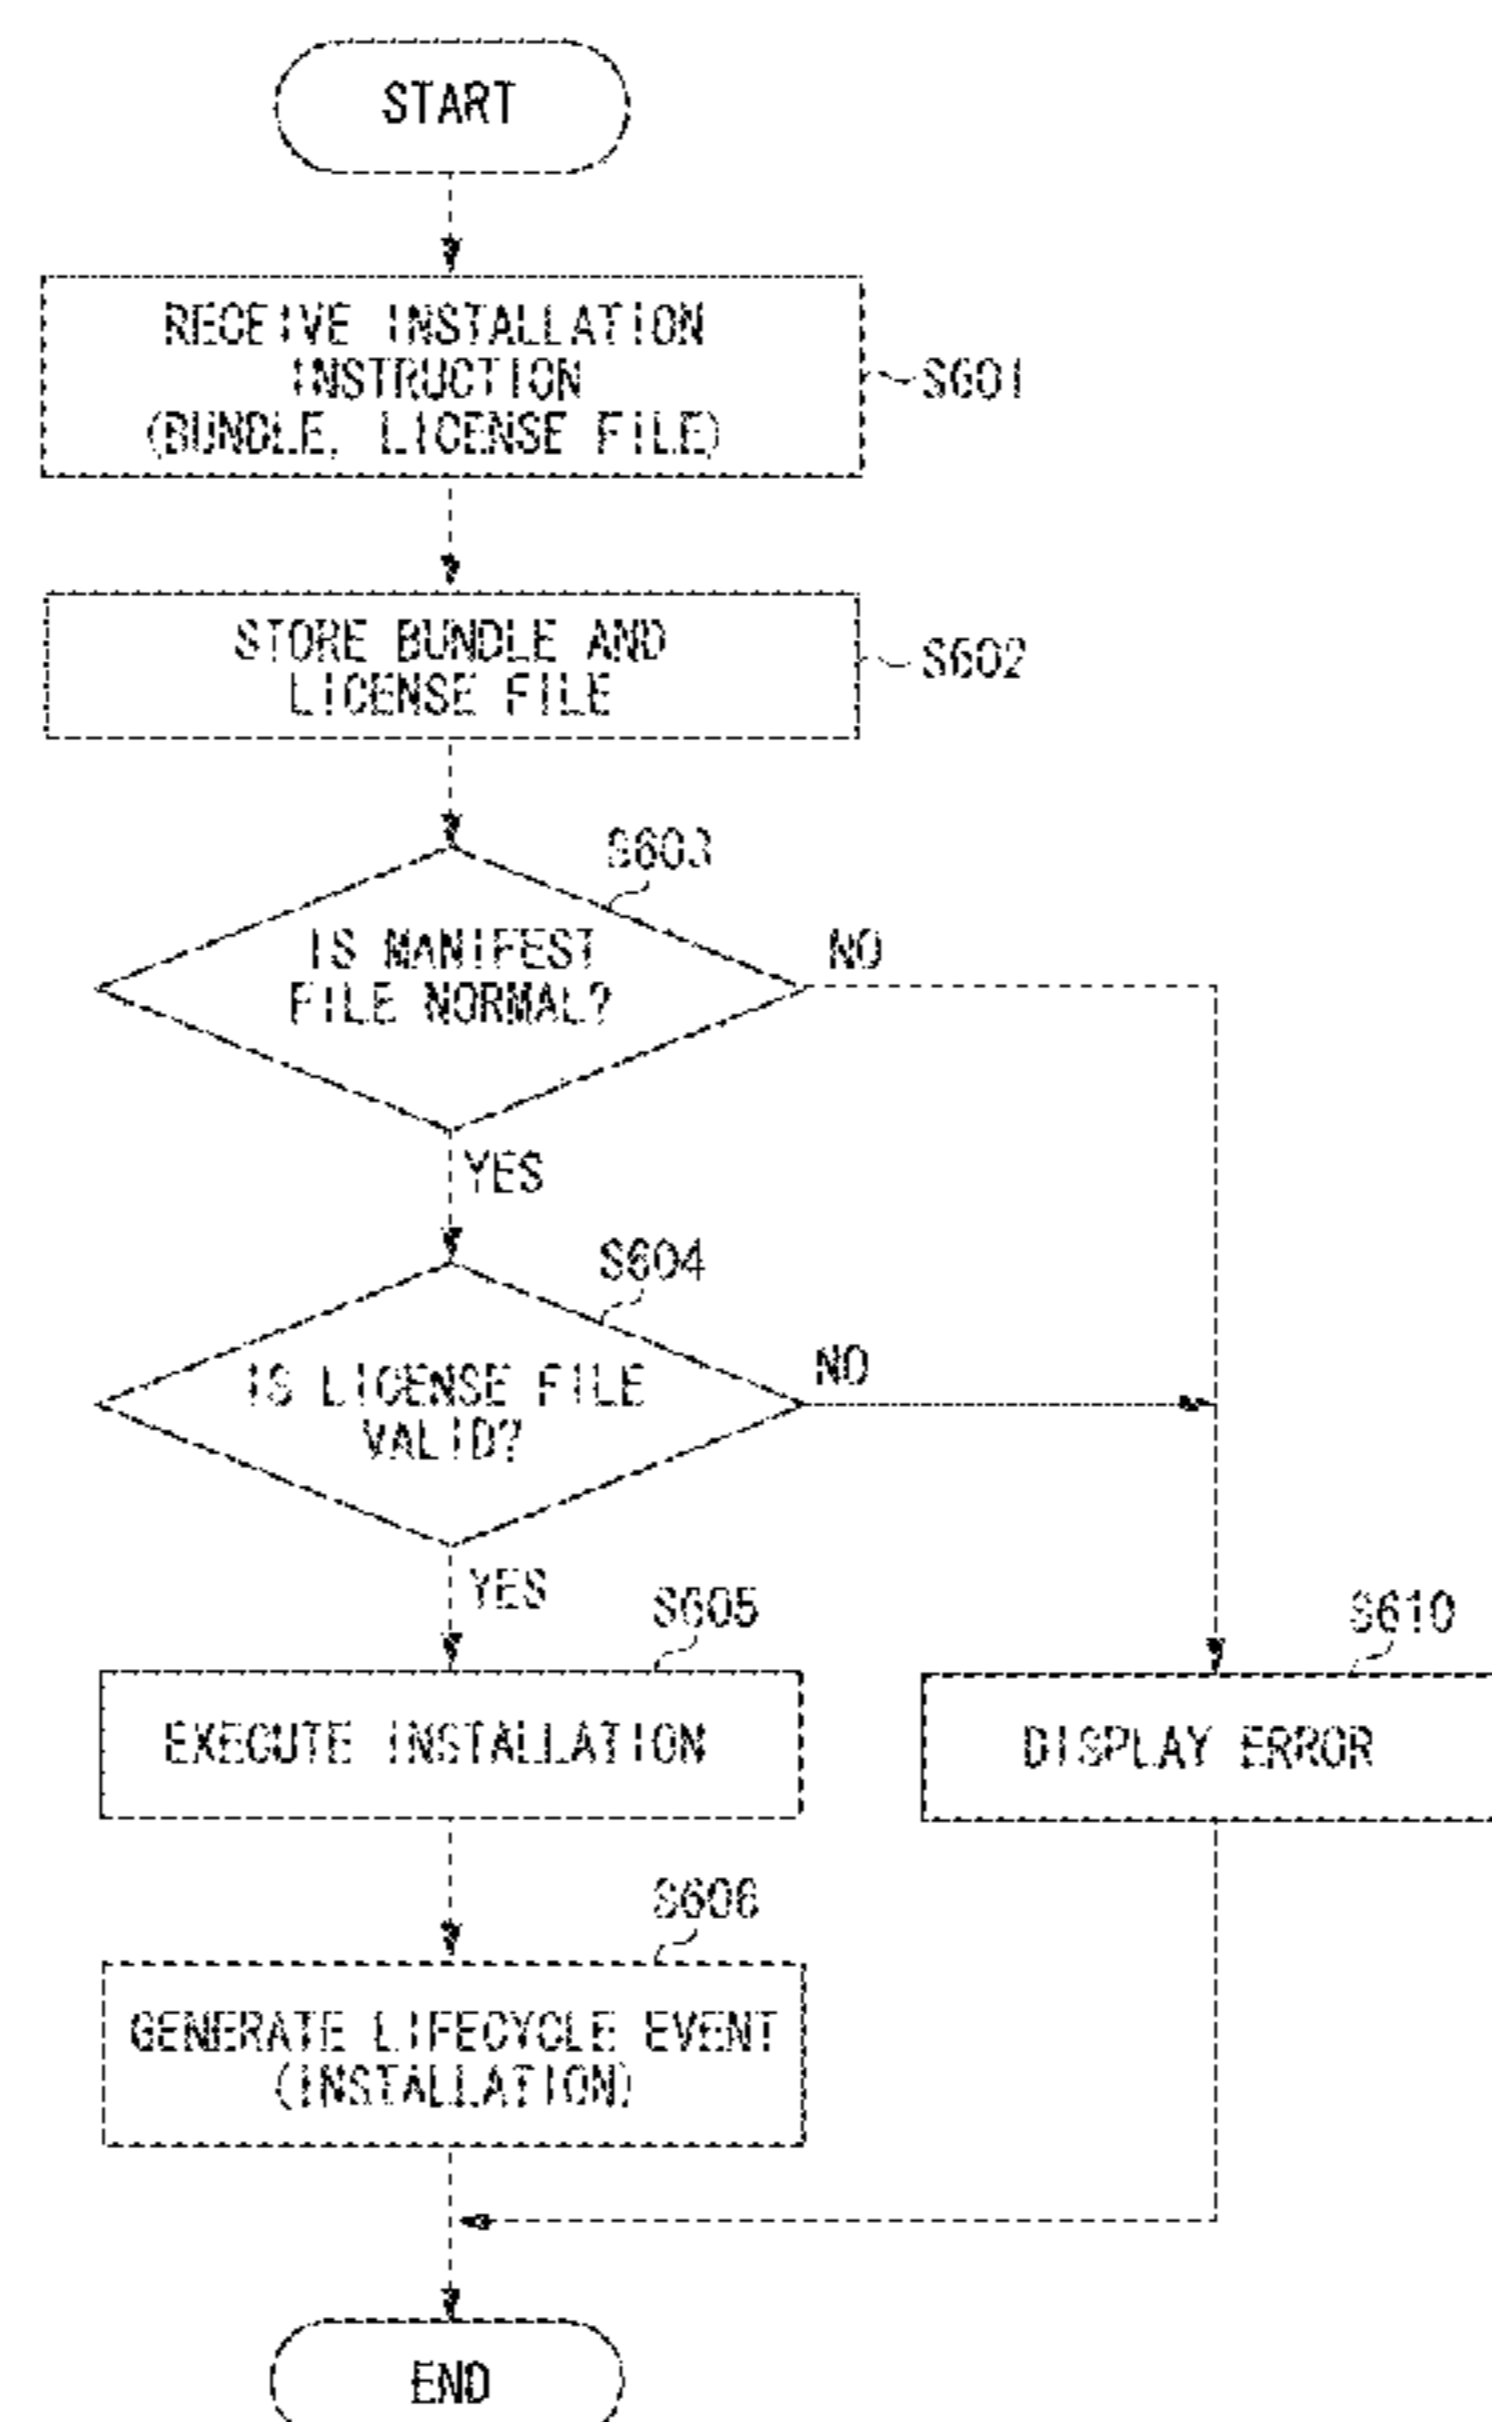 START
RECEIVE INSTALLATION
INSTRUCTION
(BUNDLE, LICENSE FILE)
S601
STORE BUNDLE AND
LICENSE FILE
S602
S603
IS MANIFEST
FILE NORMAL?
NO
YES
S604
IS LICENSE FILE
VALID?
NO
YES
S605
EXECUTE INSTALLATION
S610
DISPLAY ERROR
S606
GENERATE LIFECYCLE EVENT
(INSTALLATION)
END